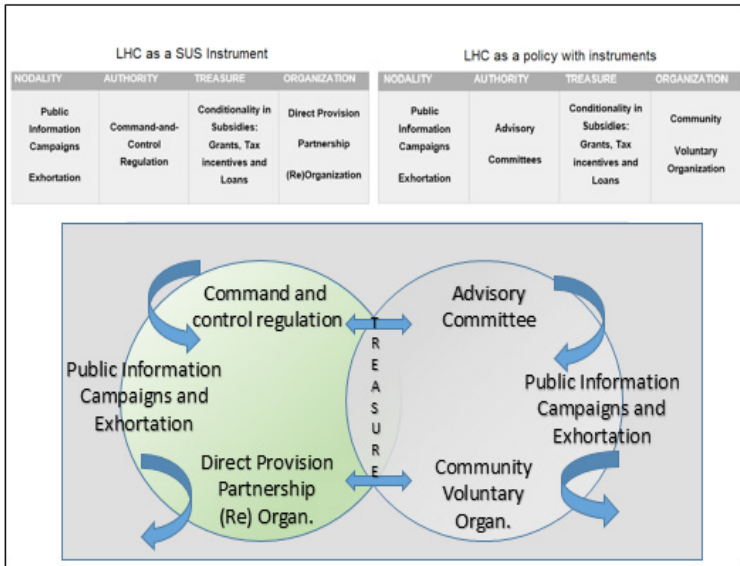 LHC as a SUS Instrument
NODALITY AUTHORITY TREASURE ORGANIZATION
Public
Information
Campaigns
Exhortation
Command-and-
Control
Regulation
Conditionality in
Subsidies:
Grants, Tax
incentives and
Loans
Direct Provision
Partnership
(Re)Organization
LHC as a policy with instruments
NODALITY AUTHORITY TREASURE ORGANIZATION
Public
Information
Campaigns
Exhortation
Advisory
Committees
Conditionality in
Subsidies:
Grants, Tax
incentives and
Loans
Community
Voluntary
Organization
Command and
control regulation
Public Information
Campaigns and
Exhortation
Direct Provision
Partnership
(Re) Organ.
TREASURE
Advisory
Committee
Public Information
Campaigns and
Exhortation
Community
Voluntary
Organ.